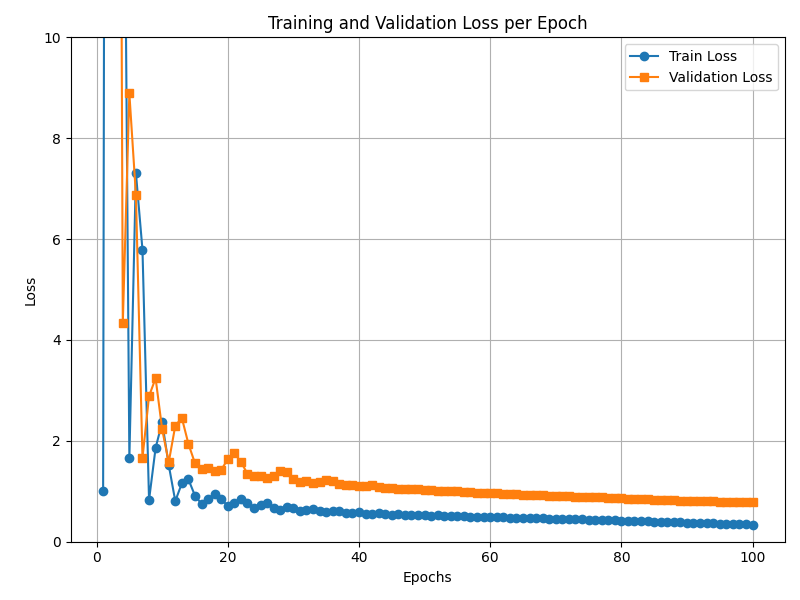 Training and Validation Loss per Epoch
Train Loss
Validation Loss
Loss
10
8
6
4
2
0
0 20 40 60 80 100
Epochs